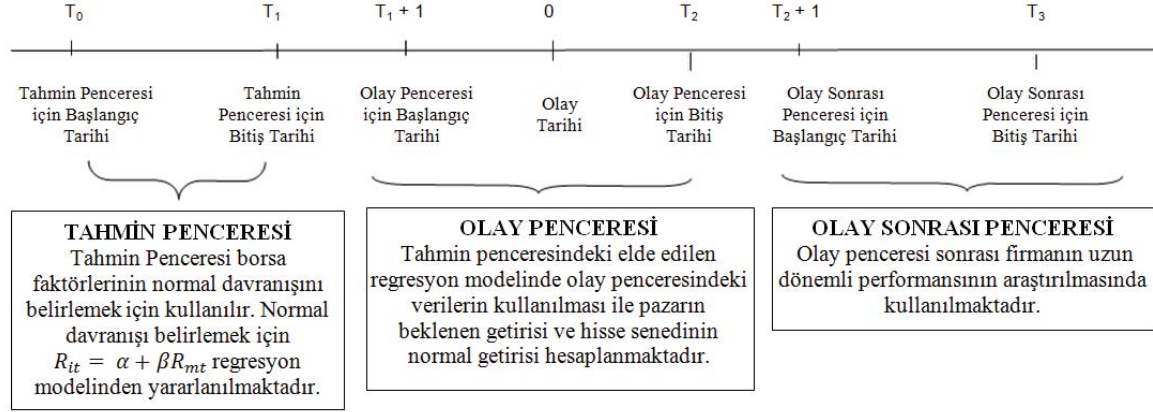 T₀ T₁ T₁ + 1 0 T₂ T₂ + 1 T₃
Tahmin Penceresi
için Başlangıç
Tarihi
Tahmin
Penceresi için
Bitiş Tarihi
Olay Penceresi
için Başlangıç
Tarihi
Olay
Tarihi
Olay Penceresi
için Bitiş
Tarihi
Olay Sonrası
Penceresi için
Başlangıç Tarihi
Olay Sonrası
Penceresi için
Bitiş Tarihi
TAHMİN PENCERESİ
Tahmin Penceresi borsa
faktörlerinin normal davranışını
belirlemek için kullanılır. Normal
davranışı belirlemek için
R_{it} = α + βR_{mt} regresyon
modelinden yararlanılmaktadır.
OLAY PENCERESİ
Tahmin penceresindeki elde edilen
regresyon modelinde olay penceresindeki
verilerin kullanılması ile pazarın
beklenen getirisi ve hisse senedinin
normal getirisi hesaplanmaktadır.
OLAY SONRASI PENCERESİ
Olay penceresi sonrası firmanın uzun
dönemli performansının araştırılmasında
kullanılmaktadır.